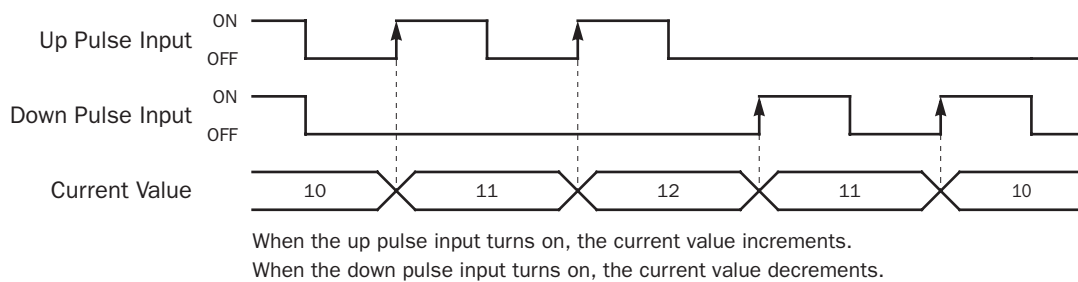 ON
Up Pulse Input
OFF
ON
Down Pulse Input
OFF
Current Value
10
11
12
11
10
When the up pulse input turns on, the current value increments.
When the down pulse input turns on, the current value decrements.